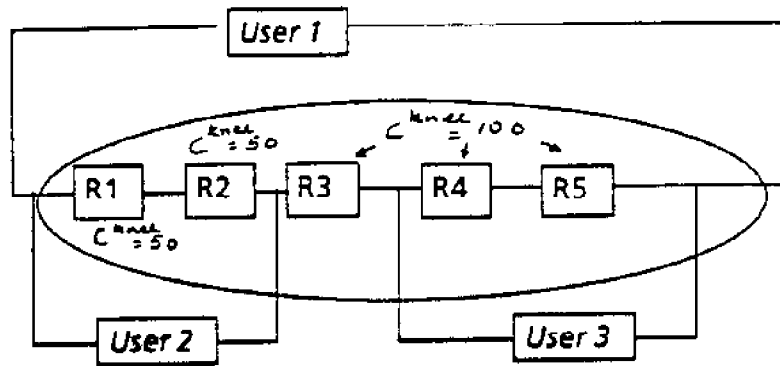 User 1
C knee = 50
C knee = 100
R1 R2 R3 R4 R5
C knee = 50
User 2 User 3